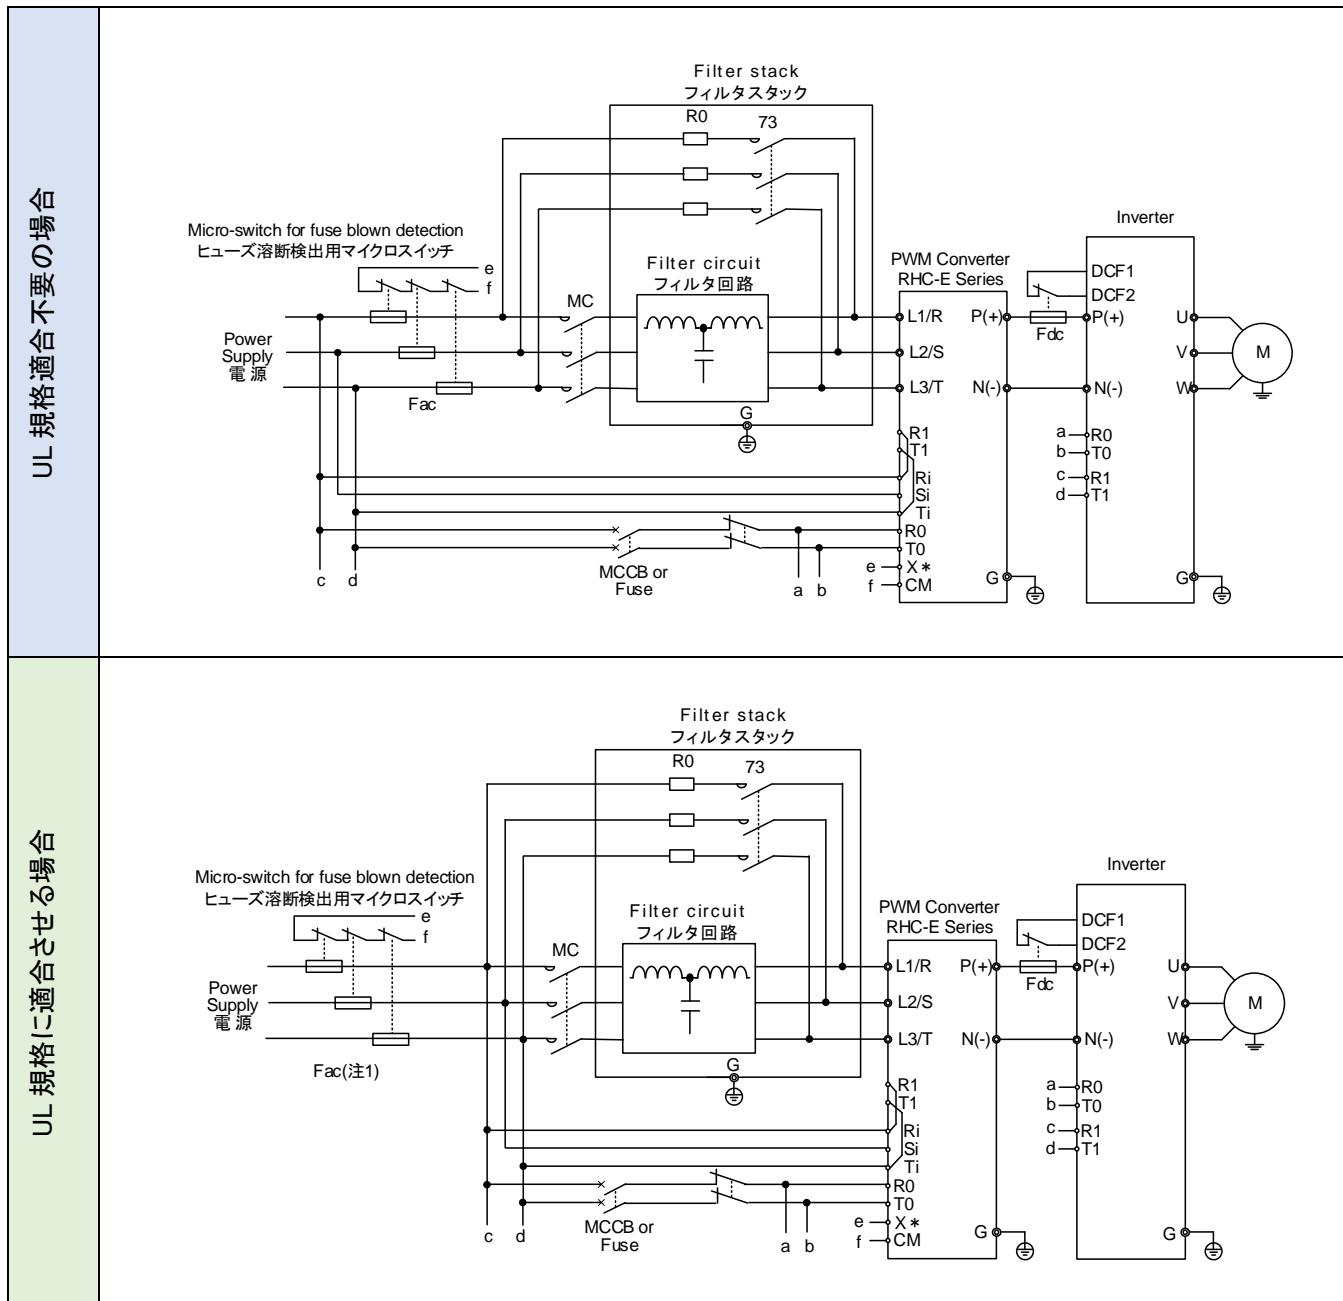 UL 規格適合不要の場合
Filter stack
フィルタスタック
R0
73
Micro-switch for fuse blown detection
ヒューズ溶断検出用マイクロスイッチ
e
f
Filter circuit
フィルタ回路
MC
Power
Supply
電 源
Fac
G
PWM Converter
RHC-E Series
L1/R
L2/S
L3/T
P(+)
N(-)
R1
T1
Ri
Si
Ti
R0
T0
e
X*
f
CM
G
MCCB or
Fuse
a
b
c
d
Inverter
DCF1
DCF2
Fdc
P(+)
N(-)
U
V
W
M
a
R0
b
T0
c
R1
d
T1
G
UL 規格に適合させる場合
Filter stack
フィルタスタック
R0
73
Micro-switch for fuse blown detection
ヒューズ溶断検出用マイクロスイッチ
e
f
Filter circuit
フィルタ回路
MC
Power
Supply
電 源
Fac(注1)
G
PWM Converter
RHC-E Series
L1/R
L2/S
L3/T
P(+)
N(-)
R1
T1
Ri
Si
Ti
R0
T0
e
X*
f
CM
G
MCCB or
Fuse
a
b
c
d
Inverter
DCF1
DCF2
Fdc
P(+)
N(-)
U
V
W
M
a
R0
b
T0
c
R1
d
T1
G